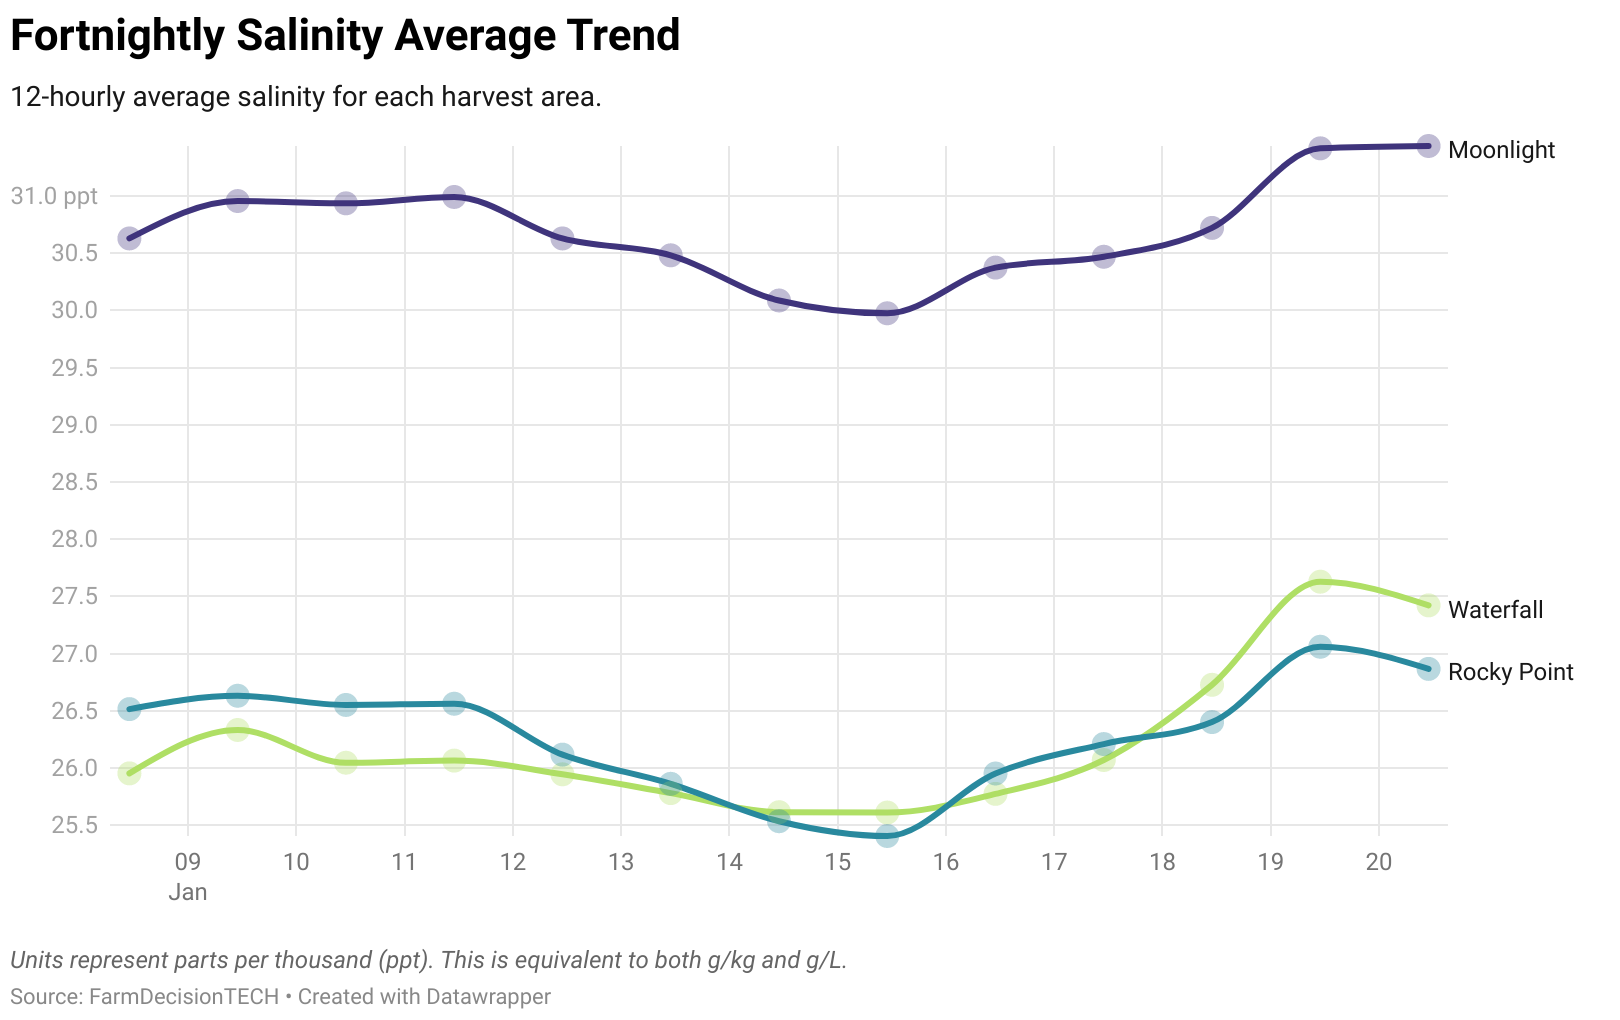 Fortnightly Salinity Average Trend
12-hourly average salinity for each harvest area.
Moonlight
31.0 ppt
30.5
30.0
29.5
29.0
28.5
28.0
27.5
Waterfall
27.0
Rocky Point
26.5
26.0
25.5
09 10 11 12 13 14 15 16 17 18 19 20
Jan
Units represent parts per thousand (ppt). This is equivalent to both g/kg and g/L.
Source: FarmDecisionTECH • Created with Datawrapper